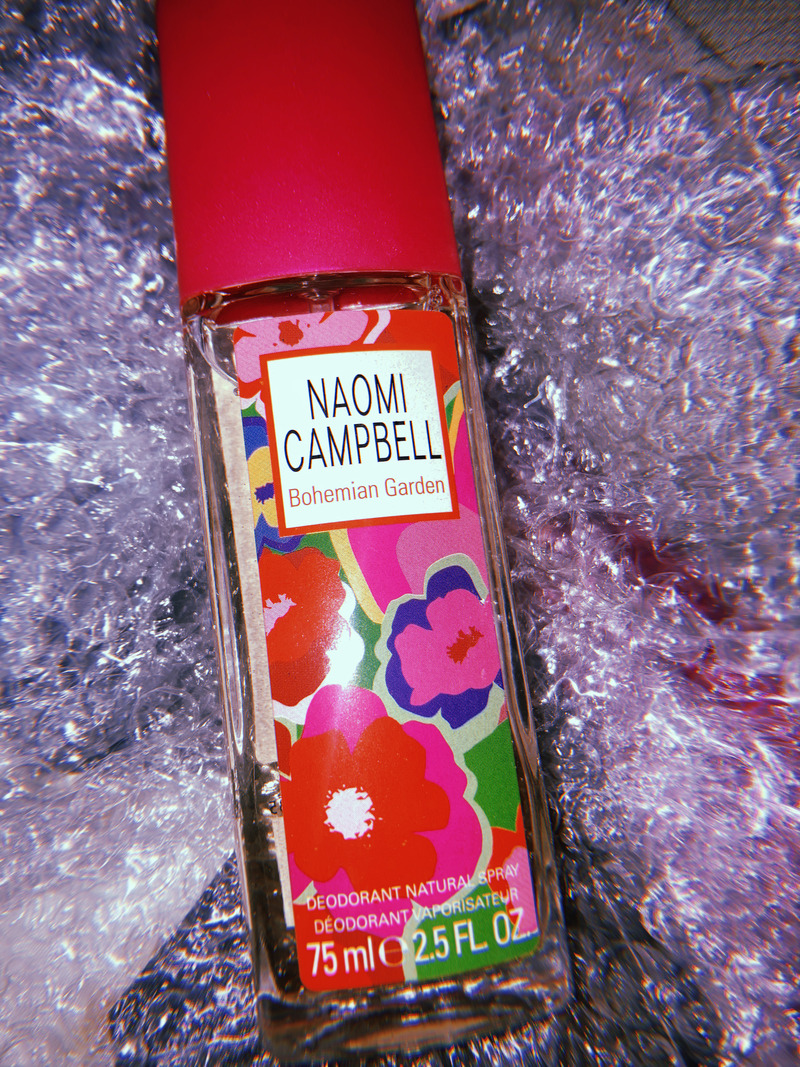 NAOMI
CAMPBELL
Bohemian Garden
DEODORANT NATURAL SPRAY
DÉODORANT VAPORISATEUR
75 ml ℮ 2.5 FL. OZ.